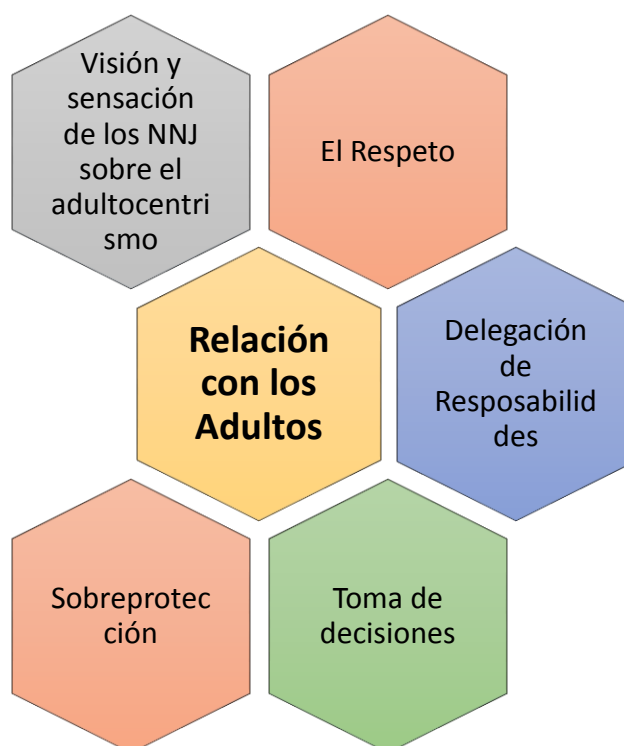 Visión y
sensación
de los NNJ
sobre el
adultocentri
smo
El Respeto
Relación
con los
Adultos
Delegación
de
Resposabilid
des
Sobreprotec
ción
Toma de
decisiones